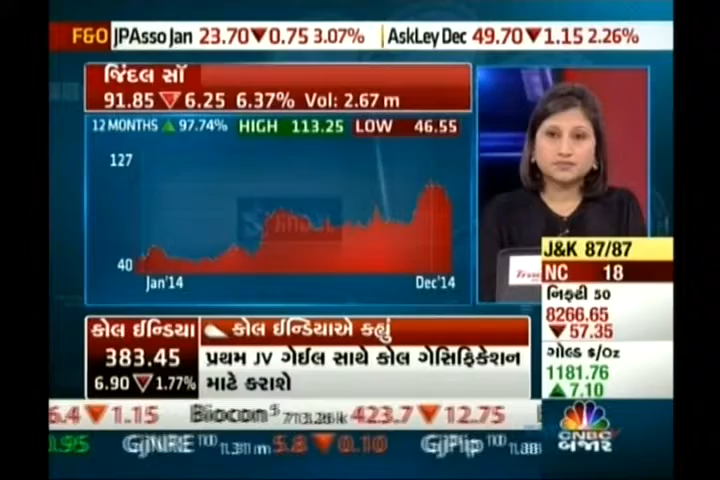 F&O JPAsso Jan 23.70 ▼ 0.75 3.07% AskLey Dec 49.70 ▼ 1.15 2.26%
જિંદલ સૉ
91.85 ▼ 6.25 6.37% Vol: 2.67 m
12 MONTHS ▲ 97.74% HIGH 113.25 LOW 46.55
127
40
Jan'14 Dec'14
J&K 87/87
NC 18
નિફ્ટી 50
8266.65
▼ 57.35
ગોલ્ડ $/Oz
1181.76
▲ 7.10
કોલ ઈન્ડિયા
383.45
6.90 ▼ 1.77%
કોલ ઈન્ડિયાએ કહ્યું
પ્રથમ JV ગેઈલ સાથે કોલ ગેસિફિકેશન
માટે કરાશે
6.4 ▼ 1.15 Biocon 423.7 ▼ 12.75
0.95 GjNRE 5.8 ▼ 0.10 GjPip
CNBC
બજાર